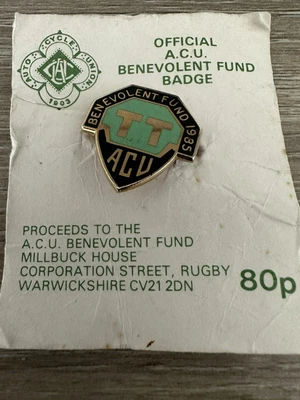 AUTO CYCLE UNION
ACU
1903
OFFICIAL
A.C.U.
BENEVOLENT FUND
BADGE
BENEVOLENT FUND 1985
TT
ACU
PROCEEDS TO THE
A.C.U. BENEVOLENT FUND
MILLBUCK HOUSE
CORPORATION STREET, RUGBY
WARWICKSHIRE CV21 2DN
80p